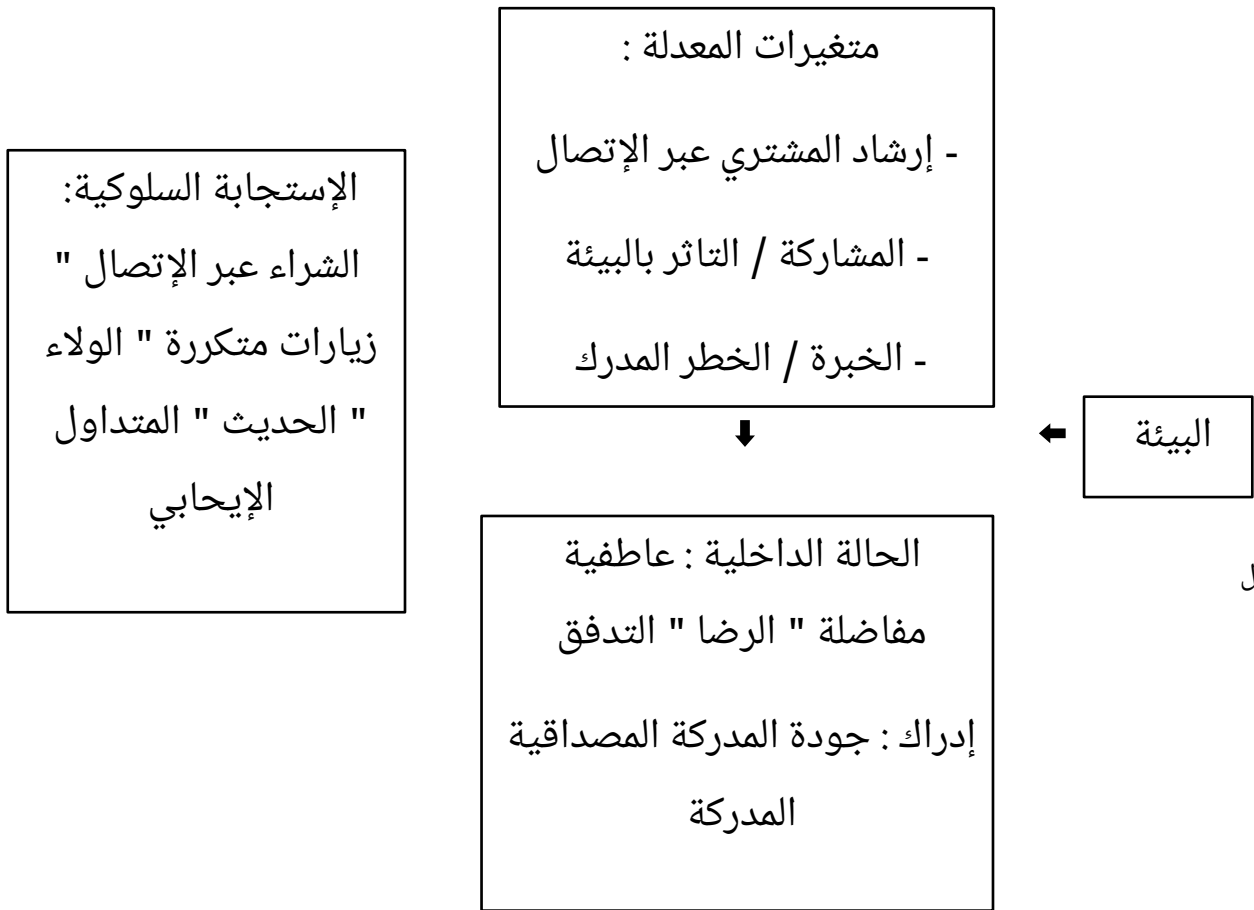 متغيرات المعدلة :
- إرشاد المشتري عبر الإتصال
- المشاركة / التاثر بالبيئة
- الخبرة / الخطر المدرك
البيئة
الإستجابة السلوكية:
الشراء عبر الإتصال "
زيارات متكررة " الولاء
" الحديث " المتداول
الإيحابي
الحالة الداخلية : عاطفية
مفاضلة " الرضا " التدفق
إدراك : جودة المدركة المصداقية
المدركة